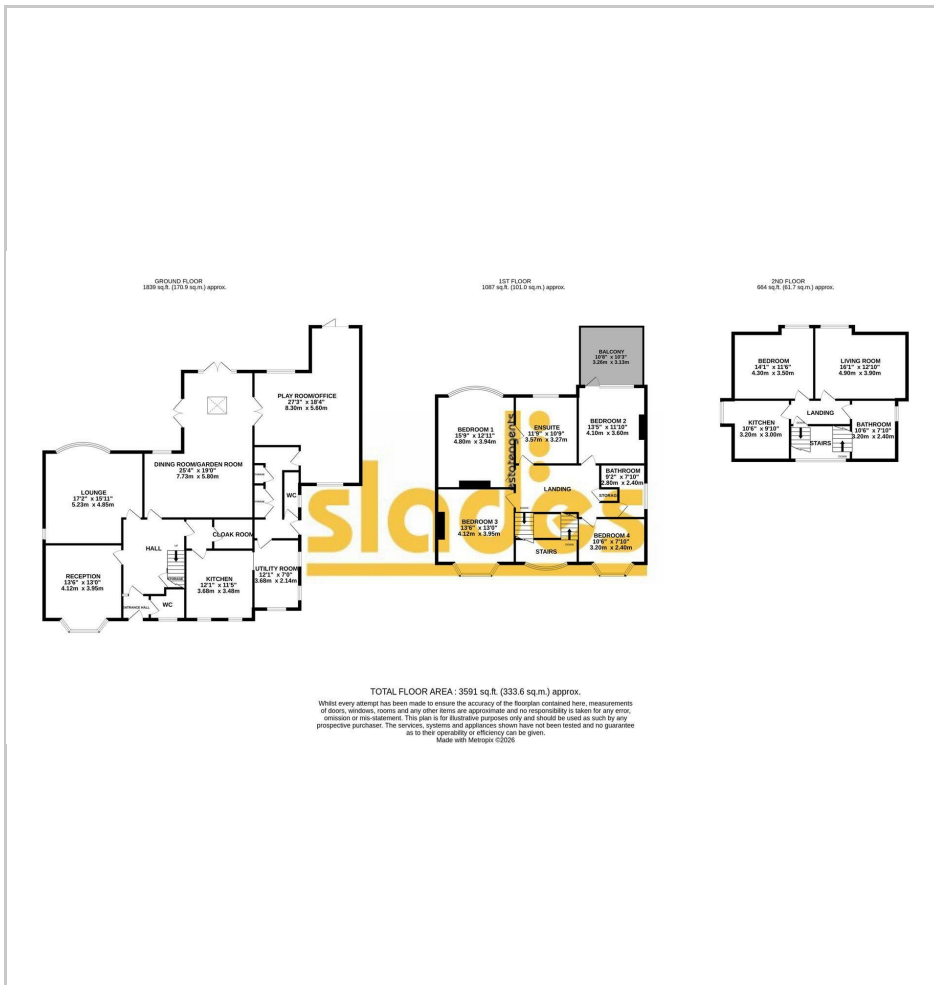 GROUND FLOOR
1839 sq.ft. (170.9 sq.m.) approx.
PLAY ROOM/OFFICE
27'3" x 18'4"
8.30m x 5.60m
DINING ROOM/GARDEN ROOM
25'4" x 19'0"
7.73m x 5.80m
LOUNGE
17'2" x 15'11"
5.23m x 4.85m
WC
CLOAK ROOM
HALL
UP
STORAGE
RECEPTION
13'6" x 13'0"
4.12m x 3.95m
KITCHEN
12'1" x 11'5"
3.68m x 3.48m
UTILITY ROOM
12'1" x 7'0"
3.68m x 2.14m
ENTRANCE HALL
WC
1ST FLOOR
1087 sq.ft. (101.0 sq.m.) approx.
BALCONY
10'8" x 10'3"
3.26m x 3.13m
BEDROOM 1
15'9" x 12'11"
4.80m x 3.94m
ENSUITE
11'9" x 10'9"
3.57m x 3.27m
BEDROOM 2
13'5" x 11'10"
4.10m x 3.60m
BATHROOM
9'2" x 7'10"
2.80m x 2.40m
LANDING
STORAGE
BEDROOM 3
13'6" x 13'0"
4.12m x 3.95m
DOWN
STAIRS
BEDROOM 4
10'6" x 7'10"
3.20m x 2.40m
slades
estateagents
2ND FLOOR
664 sq.ft. (61.7 sq.m.) approx.
BEDROOM
14'1" x 11'6"
4.30m x 3.50m
LIVING ROOM
16'1" x 12'10"
4.90m x 3.90m
KITCHEN
10'6" x 9'10"
3.20m x 3.00m
LANDING
STAIRS
BATHROOM
10'6" x 7'10"
3.20m x 2.40m
TOTAL FLOOR AREA : 3591 sq.ft. (333.6 sq.m.) approx.
Whilst every attempt has been made to ensure the accuracy of the floorplan contained here, measurements
of doors, windows, rooms and any other items are approximate and no responsibility is taken for any error,
omission or mis-statement. This plan is for illustrative purposes only and should be used as such by any
prospective purchaser. The services, systems and appliances shown have not been tested and no guarantee
as to their operability or efficiency can be given.
Made with Metropix ©2026